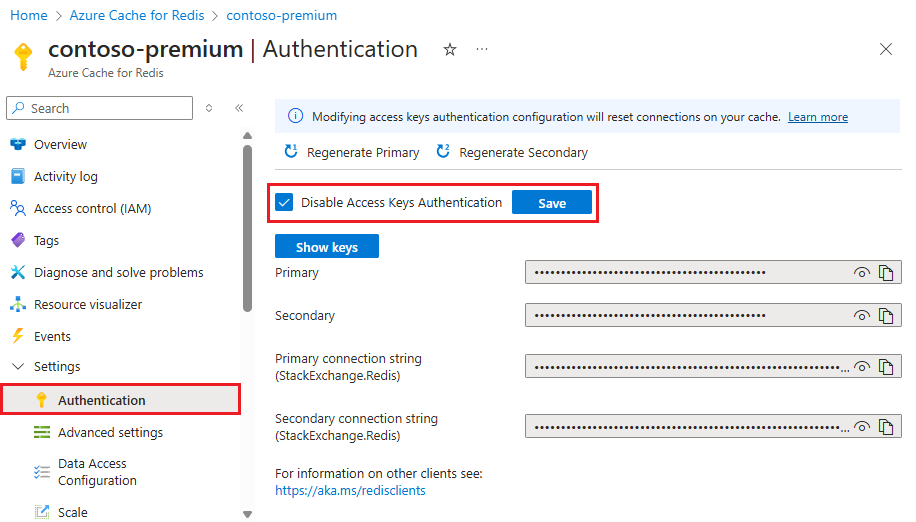 Home > Azure Cache for Redis > contoso-premium
contoso-premium | Authentication
Azure Cache for Redis
Search
Overview
Activity log
Access control (IAM)
Tags
Diagnose and solve problems
Resource visualizer
Events
Settings
Authentication
Advanced settings
Data Access
Configuration
Scale
Modifying access keys authentication configuration will reset connections on your cache. Learn more
Regenerate Primary Regenerate Secondary
Disable Access Keys Authentication Save
Show keys
Primary
Secondary
Primary connection string
(StackExchange.Redis)
Secondary connection string
(StackExchange.Redis)
For information on other clients see:
https://aka.ms/redisclients